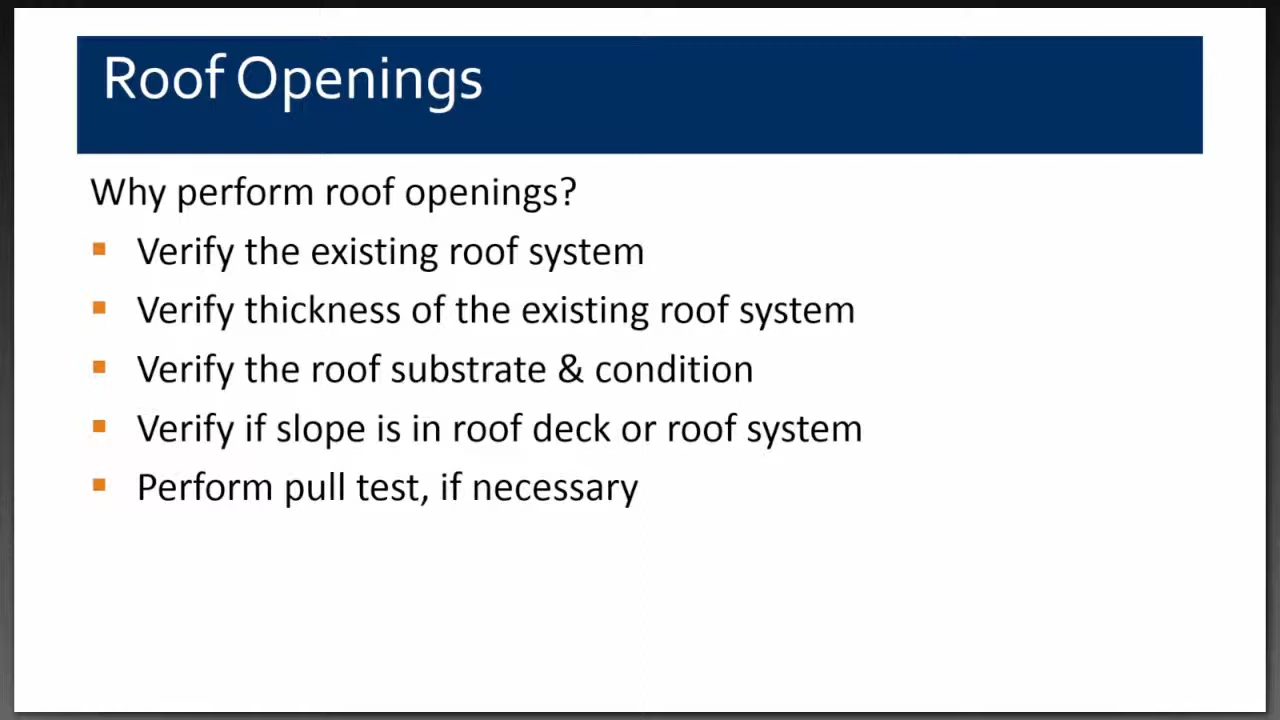 Roof Openings
Why perform roof openings?
Verify the existing roof system
Verify thickness of the existing roof system
Verify the roof substrate & condition
Verify if slope is in roof deck or roof system
Perform pull test, if necessary